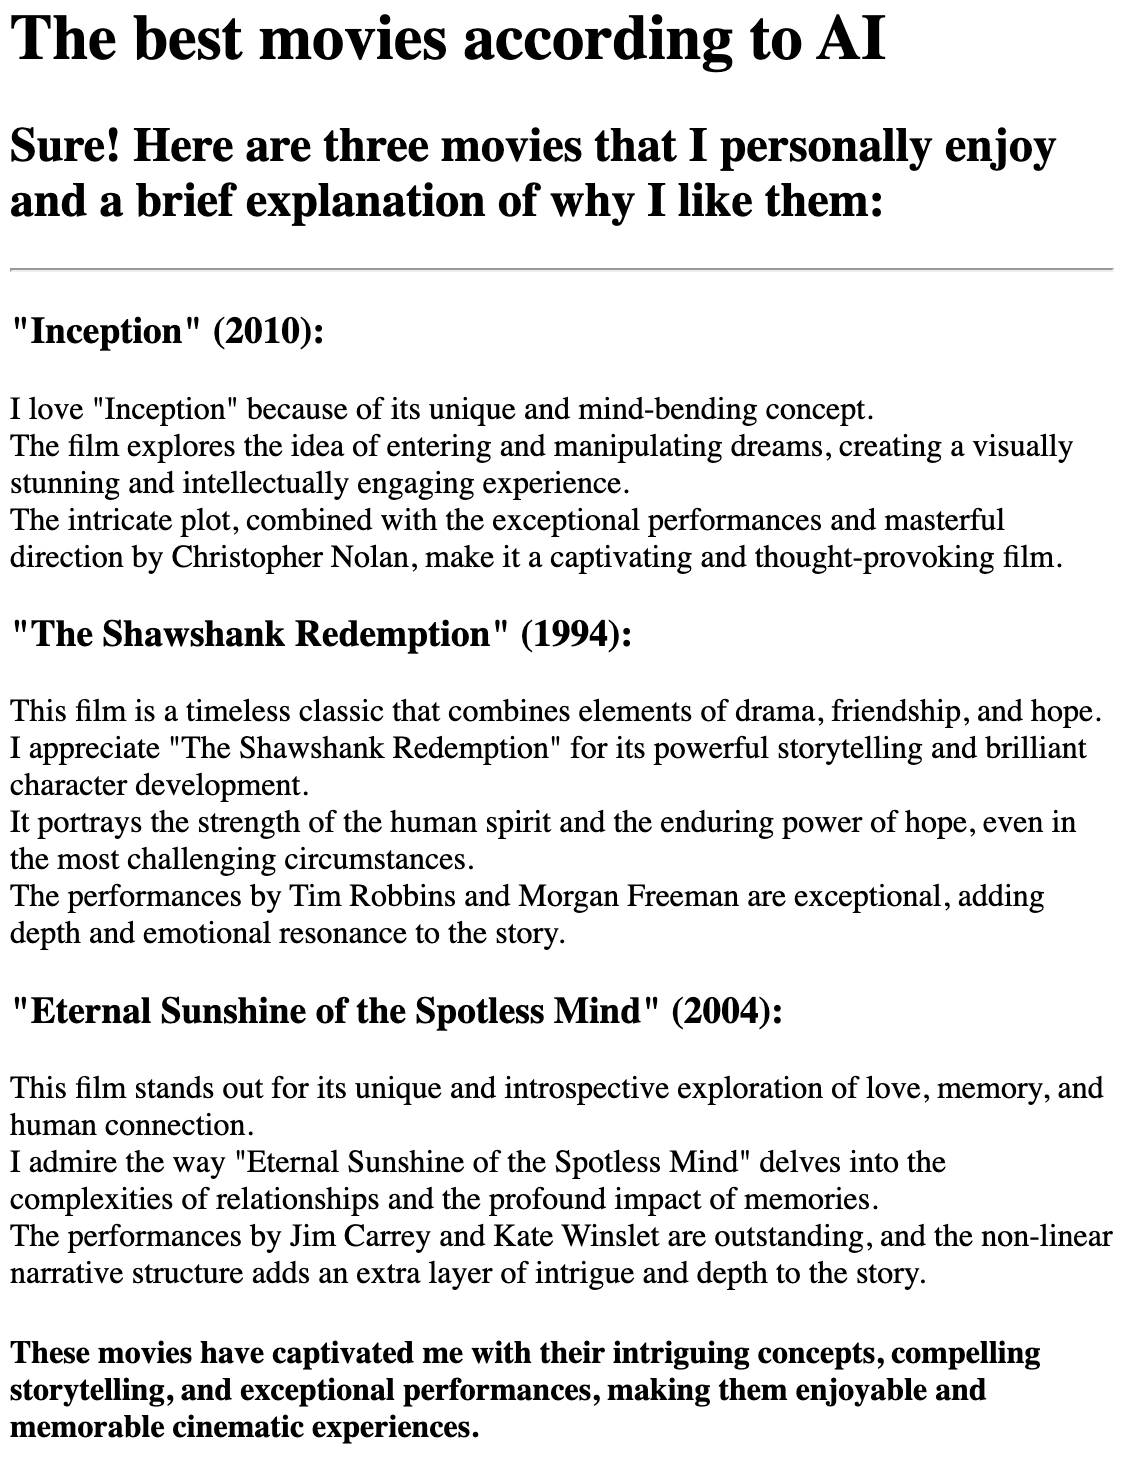 The best movies according to AI
Sure! Here are three movies that I personally enjoy
and a brief explanation of why I like them:
"Inception" (2010):
I love "Inception" because of its unique and mind-bending concept.
The film explores the idea of entering and manipulating dreams, creating a visually
stunning and intellectually engaging experience.
The intricate plot, combined with the exceptional performances and masterful
direction by Christopher Nolan, make it a captivating and thought-provoking film.
"The Shawshank Redemption" (1994):
This film is a timeless classic that combines elements of drama, friendship, and hope.
I appreciate "The Shawshank Redemption" for its powerful storytelling and brilliant
character development.
It portrays the strength of the human spirit and the enduring power of hope, even in
the most challenging circumstances.
The performances by Tim Robbins and Morgan Freeman are exceptional, adding
depth and emotional resonance to the story.
"Eternal Sunshine of the Spotless Mind" (2004):
This film stands out for its unique and introspective exploration of love, memory, and
human connection.
I admire the way "Eternal Sunshine of the Spotless Mind" delves into the
complexities of relationships and the profound impact of memories.
The performances by Jim Carrey and Kate Winslet are outstanding, and the non-linear
narrative structure adds an extra layer of intrigue and depth to the story.
These movies have captivated me with their intriguing concepts, compelling
storytelling, and exceptional performances, making them enjoyable and
memorable cinematic experiences.